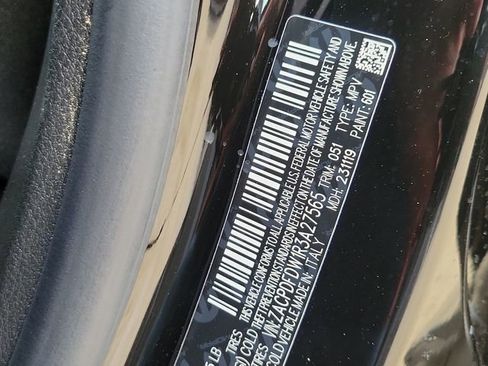 5 LB
TIRES THIS VEHICLE CONFORMS TO ALL APPLICABLE U.S. FEDERAL MOTOR VEHICLE SAFETY AND
COLD THEFT PREVENTION STANDARDS IN EFFECT ON THE DATE OF MANUFACTURE SHOWN ABOVE.
TIRES VIN: ZACPDFDW1R3A27565 TRIM: 051 TYPE: MPV
COLD VEHICLE MADE IN: ITALY MDH: 231119 PAINT: 601